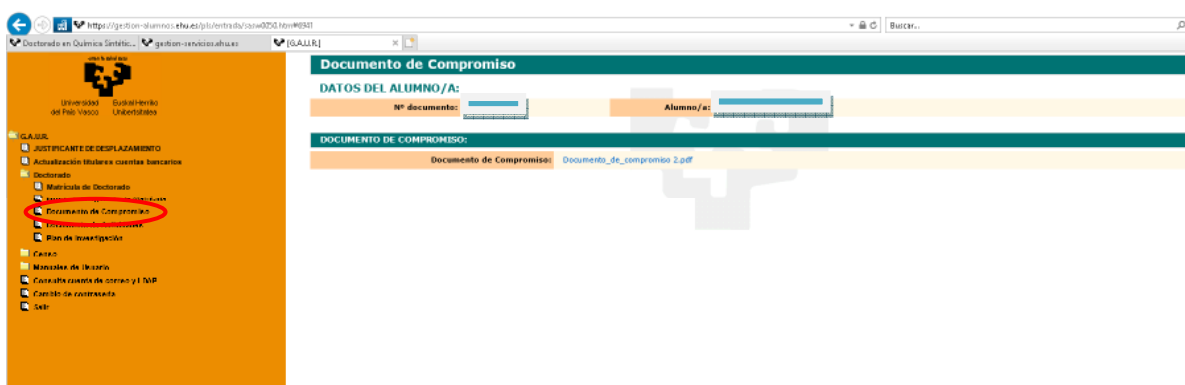 https://gestion-alumnos.ehu.es/pls/entrada/sasw0050.htm#6941
Buscar...
Doctorado en Química Sintétic...
gestion-servicios.ehu.es
[G.A.U.R.]
Universidad Euskal Herriko
del País Vasco Unibertsitatea
G.A.U.R.
JUSTIFICANTE DE DESPLAZAMIENTO
Actualización titulares cuentas bancarias
Doctorado
Matrícula de Doctorado
Documento de Compromiso
Plan de Investigación
Censo
Manuales de Usuario
Consulta cuenta de correo y LDAP
Cambio de contraseña
Salir
Documento de Compromiso
DATOS DEL ALUMNO/A:
Nº documento:
Alumno/a:
DOCUMENTO DE COMPROMISO:
Documento de Compromiso: Documento_de_compromiso 2.pdf